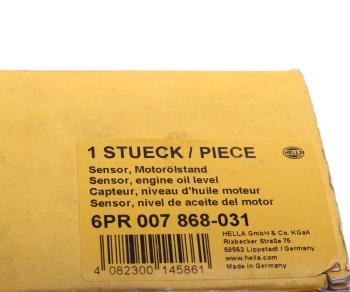 1 STUECK / PIECE
HELLA
Sensor, Motorölstand
Sensor, engine oil level
Capteur, niveau d'huile moteur
Sensor, nivel de aceite del motor
6PR 007 868-031
HELLA GmbH & Co. KGaA
Rixbecker Straße 75
59552 Lippstadt / Germany
www.hella.com
Made in Germany
4 082300 145861